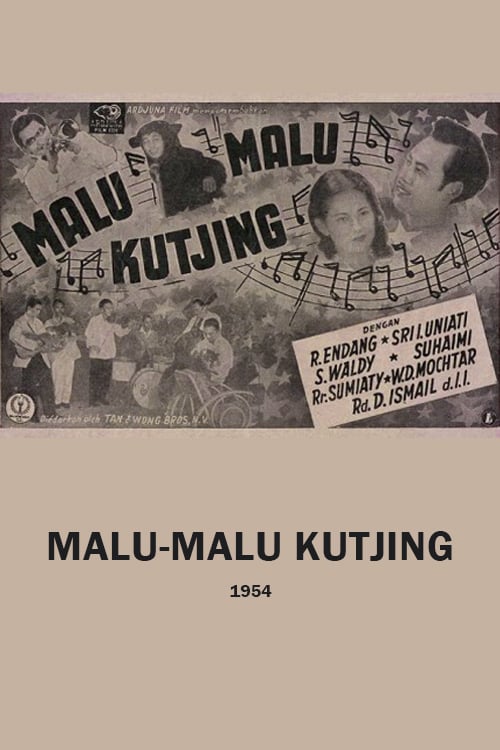 ARDJUNA FILM mempersembahkan
MALU MALU
KUTJING
DENGAN
R. ENDANG ★ SRI LUNIATI
S. WALDY ★ SUHAIMI
Rr. SUMIATY ★ W.D. MOCHTAR
Rd. D. ISMAIL d.l.l.
Diedarkan oleh TAN & WONG BROS. N.V.
MALU-MALU KUTJING
1954